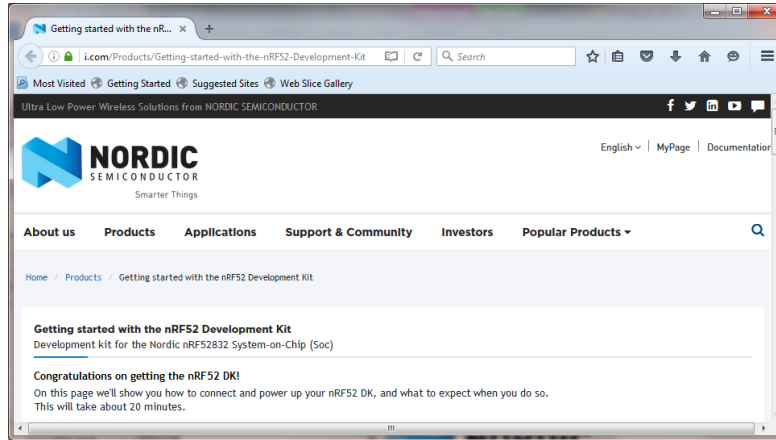 Getting started with the nR...
i.com/Products/Getting-started-with-the-nRF52-Development-Kit
Search
Most Visited Getting Started Suggested Sites Web Slice Gallery
Ultra Low Power Wireless Solutions from NORDIC SEMICONDUCTOR
NORDIC
SEMICONDUCTOR
Smarter Things
English MyPage Documentation
About us Products Applications Support & Community Investors Popular Products
Home / Products / Getting started with the nRF52 Development Kit
Getting started with the nRF52 Development Kit
Development kit for the Nordic nRF52832 System-on-Chip (Soc)
Congratulations on getting the nRF52 DK!
On this page we'll show you how to connect and power up your nRF52 DK, and what to expect when you do so.
This will take about 20 minutes.